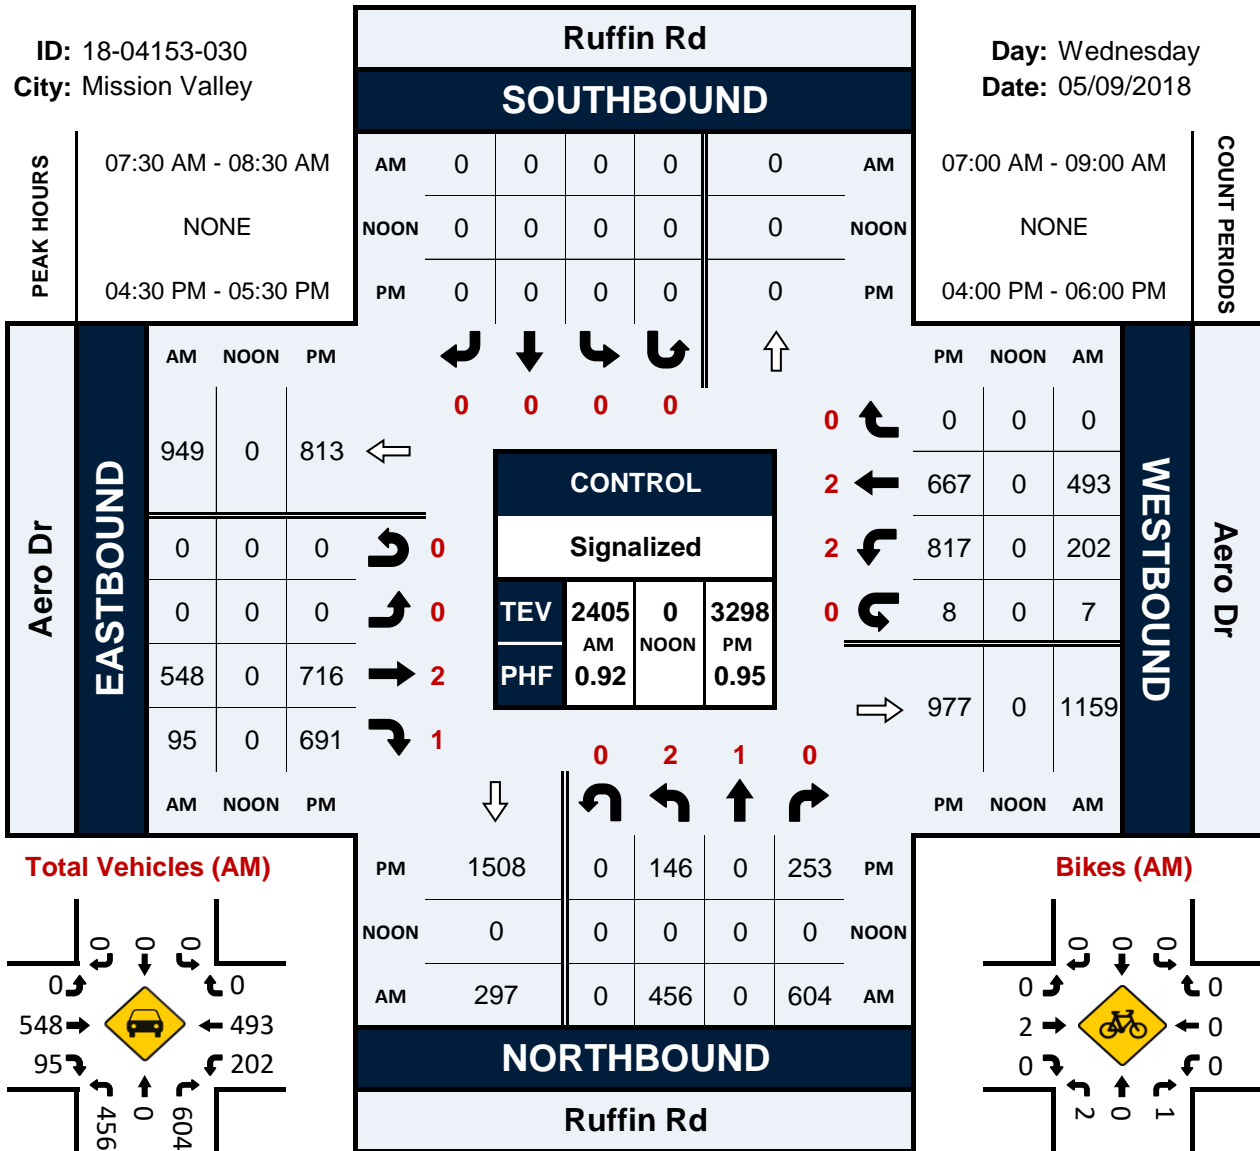 Ruffin Rd
ID: 18-04153-030
Day: Wednesday
City: Mission Valley
Date: 05/09/2018
SOUTHBOUND
PEAK HOURS
07:30 AM - 08:30 AM
AM 0 0 0 0 0 AM
07:00 AM - 09:00 AM
COUNT PERIODS
NONE
NOON 0 0 0 0 0 NOON
NONE
04:30 PM - 05:30 PM
PM 0 0 0 0 0 PM
04:00 PM - 06:00 PM
Aero Dr
EASTBOUND
AM NOON PM
949 0 813
0 0 0 0
0 0 0 0
548 0 716 2
95 0 691 1
AM NOON PM
0 0 0 0
CONTROL
Signalized
TEV 2405 0 3298
AM NOON PM
PHF 0.92 0.95
PM NOON AM
0 0 0 0
2 667 0 493
2 817 0 202
0 8 0 7
977 0 1159
PM NOON AM
WESTBOUND
Aero Dr
0 2 1 0
PM 1508 0 146 0 253 PM
NOON 0 0 0 0 0 NOON
AM 297 0 456 0 604 AM
NORTHBOUND
Ruffin Rd
Total Vehicles (AM)
0 0 0
0 0
548 493
95 202
456 0 604
Bikes (AM)
0 0 0
0 0
2 0
0 0
2 0 1